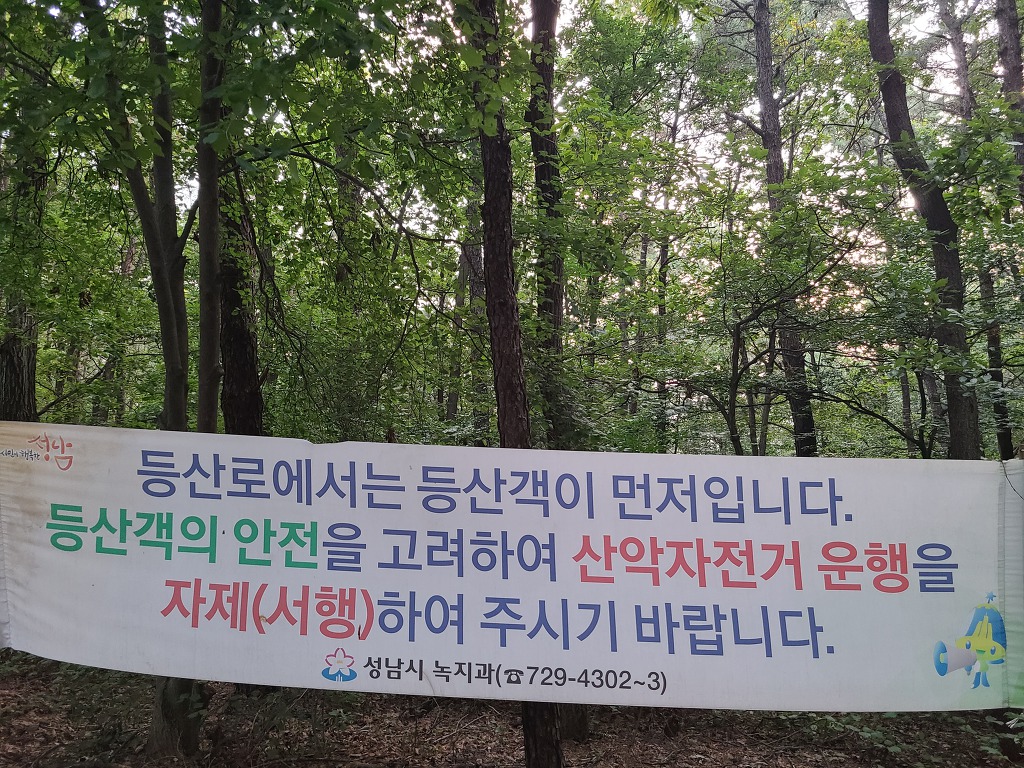 성남
등산로에서는 등산객이 먼저입니다.
등산객의 안전을 고려하여 산악자전거 운행을
자제(서행)하여 주시기 바랍니다.
성남시 녹지과(☎729-4302~3)